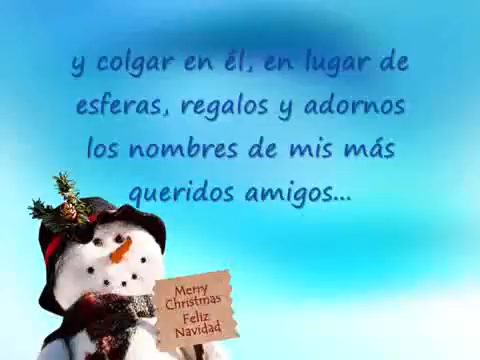 y colgar en él, en lugar de
esferas, regalos y adornos
los nombres de mis más
queridos amigos...
Merry
Christmas
Feliz
Navidad